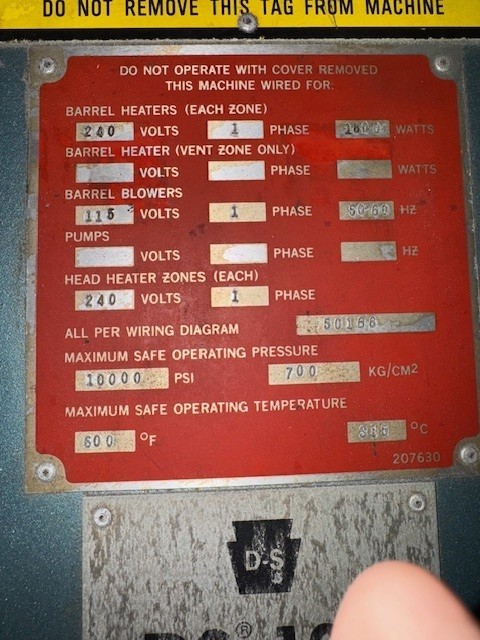 DO NOT REMOVE THIS TAG FROM MACHINE
DO NOT OPERATE WITH COVER REMOVED
THIS MACHINE WIRED FOR:
BARREL HEATERS (EACH ZONE)
240 VOLTS 1 PHASE WATTS
BARREL HEATER (VENT ZONE ONLY)
VOLTS PHASE WATTS
BARREL BLOWERS
115 VOLTS 1 PHASE 50-60 HZ
PUMPS
VOLTS PHASE HZ
HEAD HEATER ZONES (EACH)
240 VOLTS 1 PHASE
ALL PER WIRING DIAGRAM 50166
MAXIMUM SAFE OPERATING PRESSURE
10000 PSI 700 KG/CM2
MAXIMUM SAFE OPERATING TEMPERATURE
600 °F °C
207630
D-S